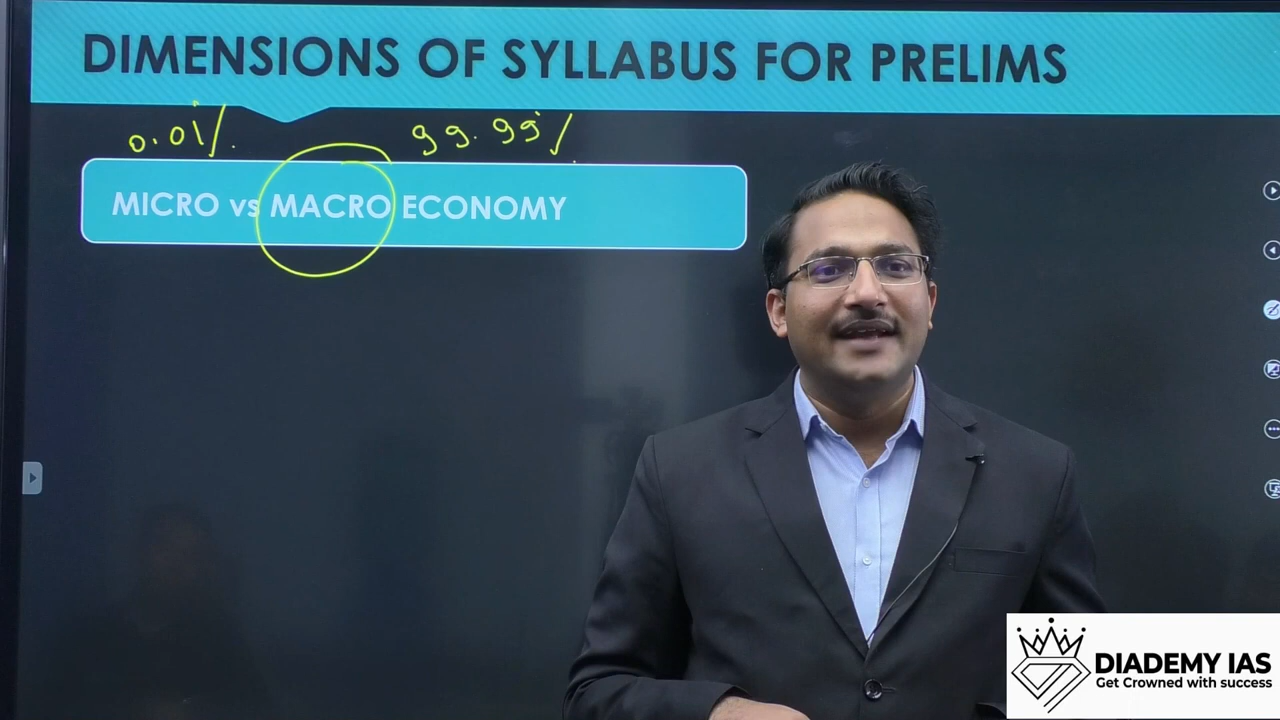 DIMENSIONS OF SYLLABUS FOR PRELIMS
0.01% 99.99%
MICRO vs MACRO ECONOMY
DIADEMY IAS
Get Crowned with success